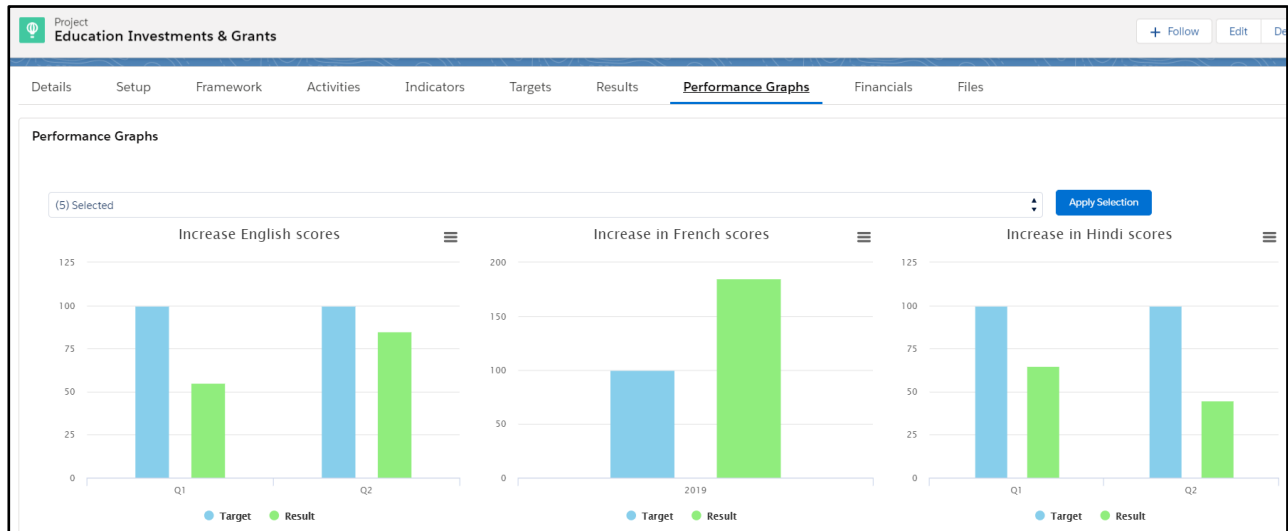 Project
Education Investments & Grants
+ Follow
Edit
De
Details Setup Framework Activities Indicators Targets Results Performance Graphs Financials Files
Performance Graphs
(5) Selected
Apply Selection
Increase English scores
125
100
75
50
25
0
Q1 Q2
Target Result
Increase in French scores
200
150
100
50
0
2019
Target Result
Increase in Hindi scores
125
100
75
50
25
0
Q1 Q2
Target Result